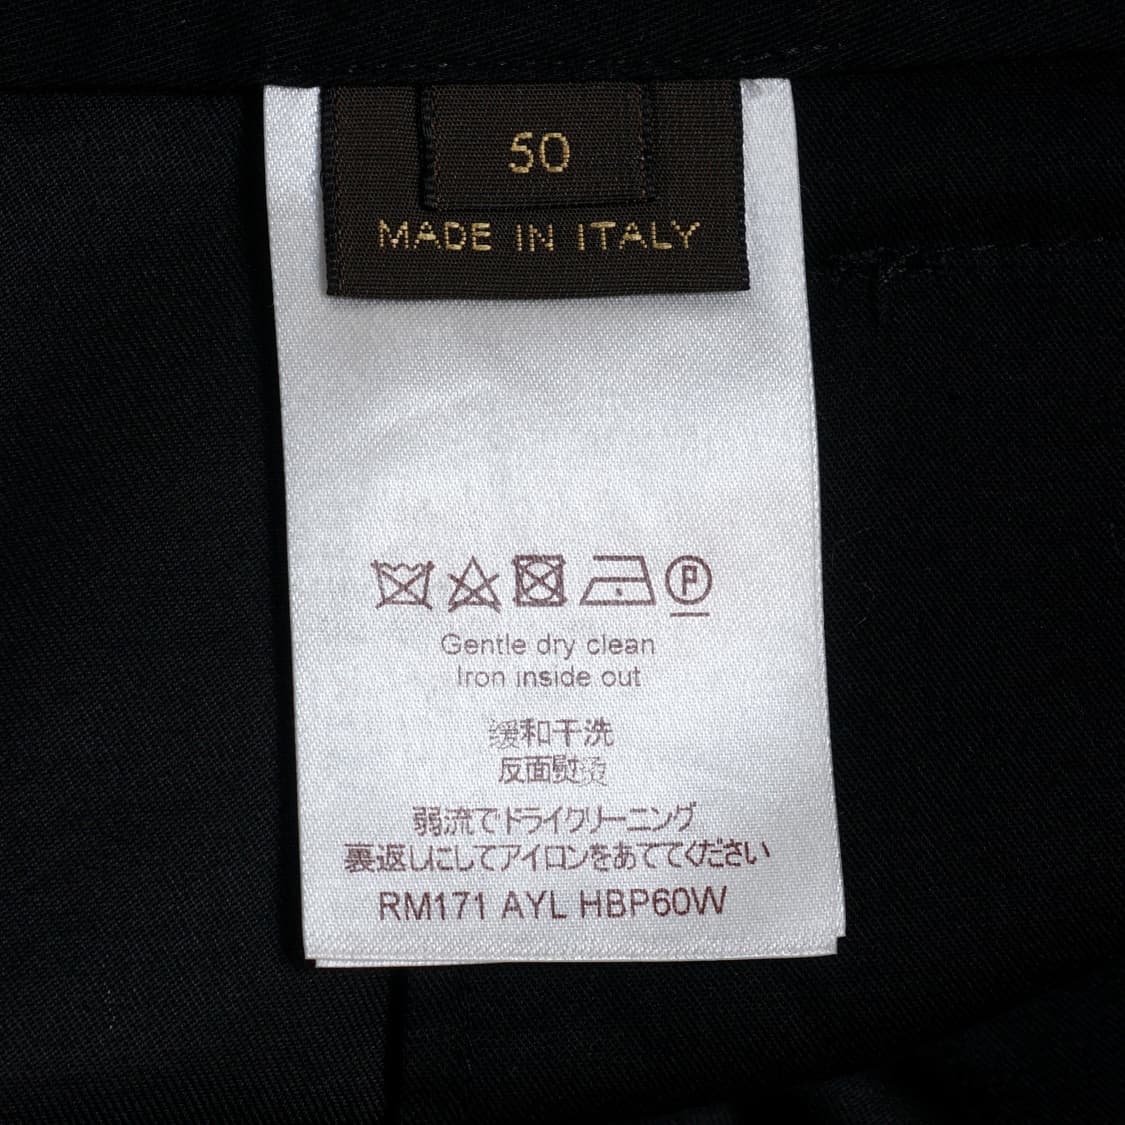 50
MADE IN ITALY
P
Gentle dry clean
Iron inside out
缓和干洗
反面熨烫
弱流でドライクリーニング
裏返しにしてアイロンをあててください
RM171 AYL HBP60W